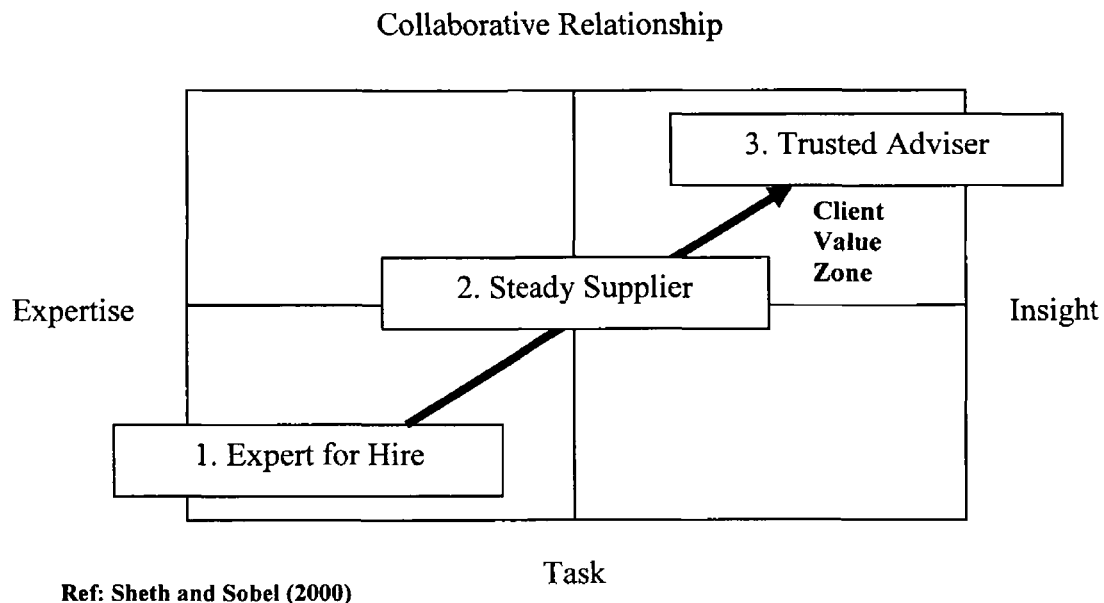 Collaborative Relationship
3. Trusted Adviser
Client
Value
Zone
2. Steady Supplier
Expertise
Insight
1. Expert for Hire
Task
Ref: Sheth and Sobel (2000)